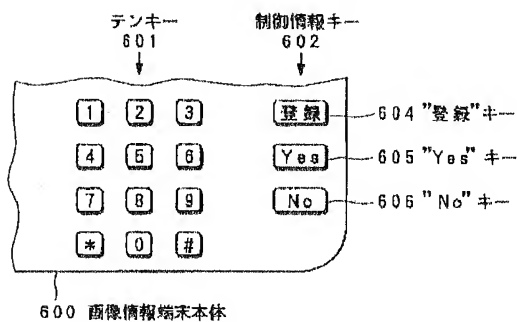 テンキー 制御情報キー
601 602
1 2 3 登録 604 "登録"キー
4 5 6 Yes 605 "Yes"キー
7 8 9 No 606 "No"キー
* 0 #
600 画像情報端末本体